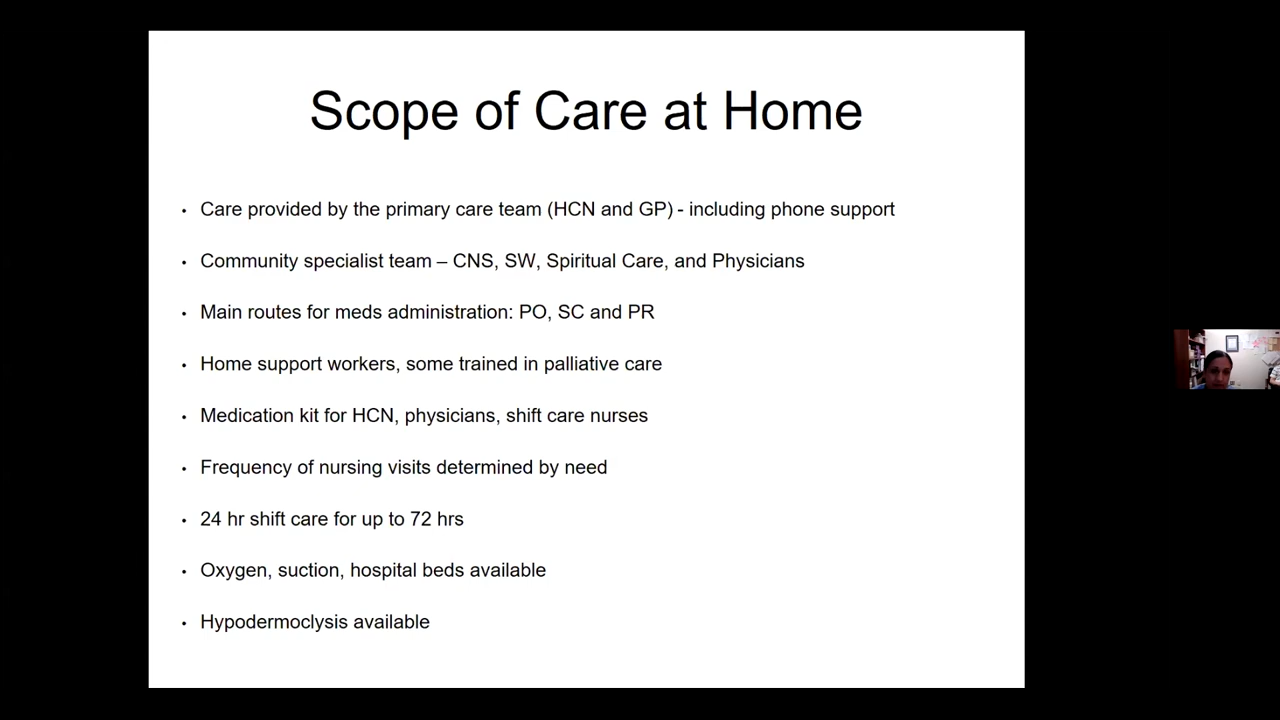 Scope of Care at Home
• Care provided by the primary care team (HCN and GP) - including phone support
• Community specialist team – CNS, SW, Spiritual Care, and Physicians
• Main routes for meds administration: PO, SC and PR
• Home support workers, some trained in palliative care
• Medication kit for HCN, physicians, shift care nurses
• Frequency of nursing visits determined by need
• 24 hr shift care for up to 72 hrs
• Oxygen, suction, hospital beds available
• Hypodermoclysis available